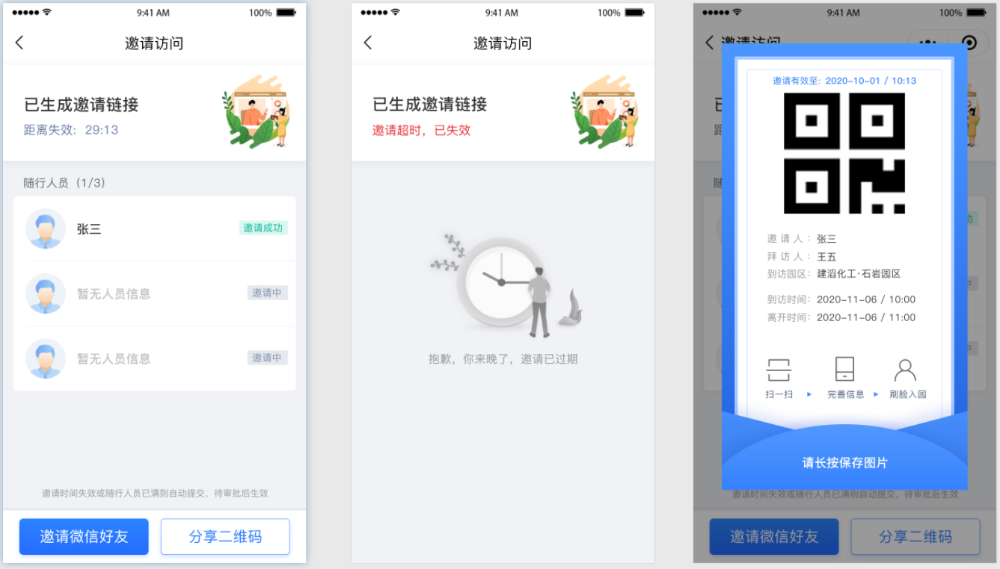 9:41 AM 100%
邀请访问
已生成邀请链接
距离失效：29:13
随行人员（1/3）
张三 邀请成功
暂无人员信息 邀请中
暂无人员信息 邀请中
邀请时间失效或随行人员已满则自动提交，待审批后生效
邀请微信好友 分享二维码
9:41 AM 100%
邀请访问
已生成邀请链接
邀请超时，已失效
抱歉，你来晚了，邀请已过期
9:41 AM 100%
邀请访问
邀请有效至：2020-10-01 / 10:13
邀 请 人： 张三
拜 访 人： 王五
到访园区： 建滔化工·石岩园区
到访时间： 2020-11-06 / 10:00
离开时间： 2020-11-06 / 11:00
扫一扫 完善信息 刷脸入园
请长按保存图片
邀请时间失效或随行人员已满则自动提交，待审批后生效
邀请微信好友 分享二维码